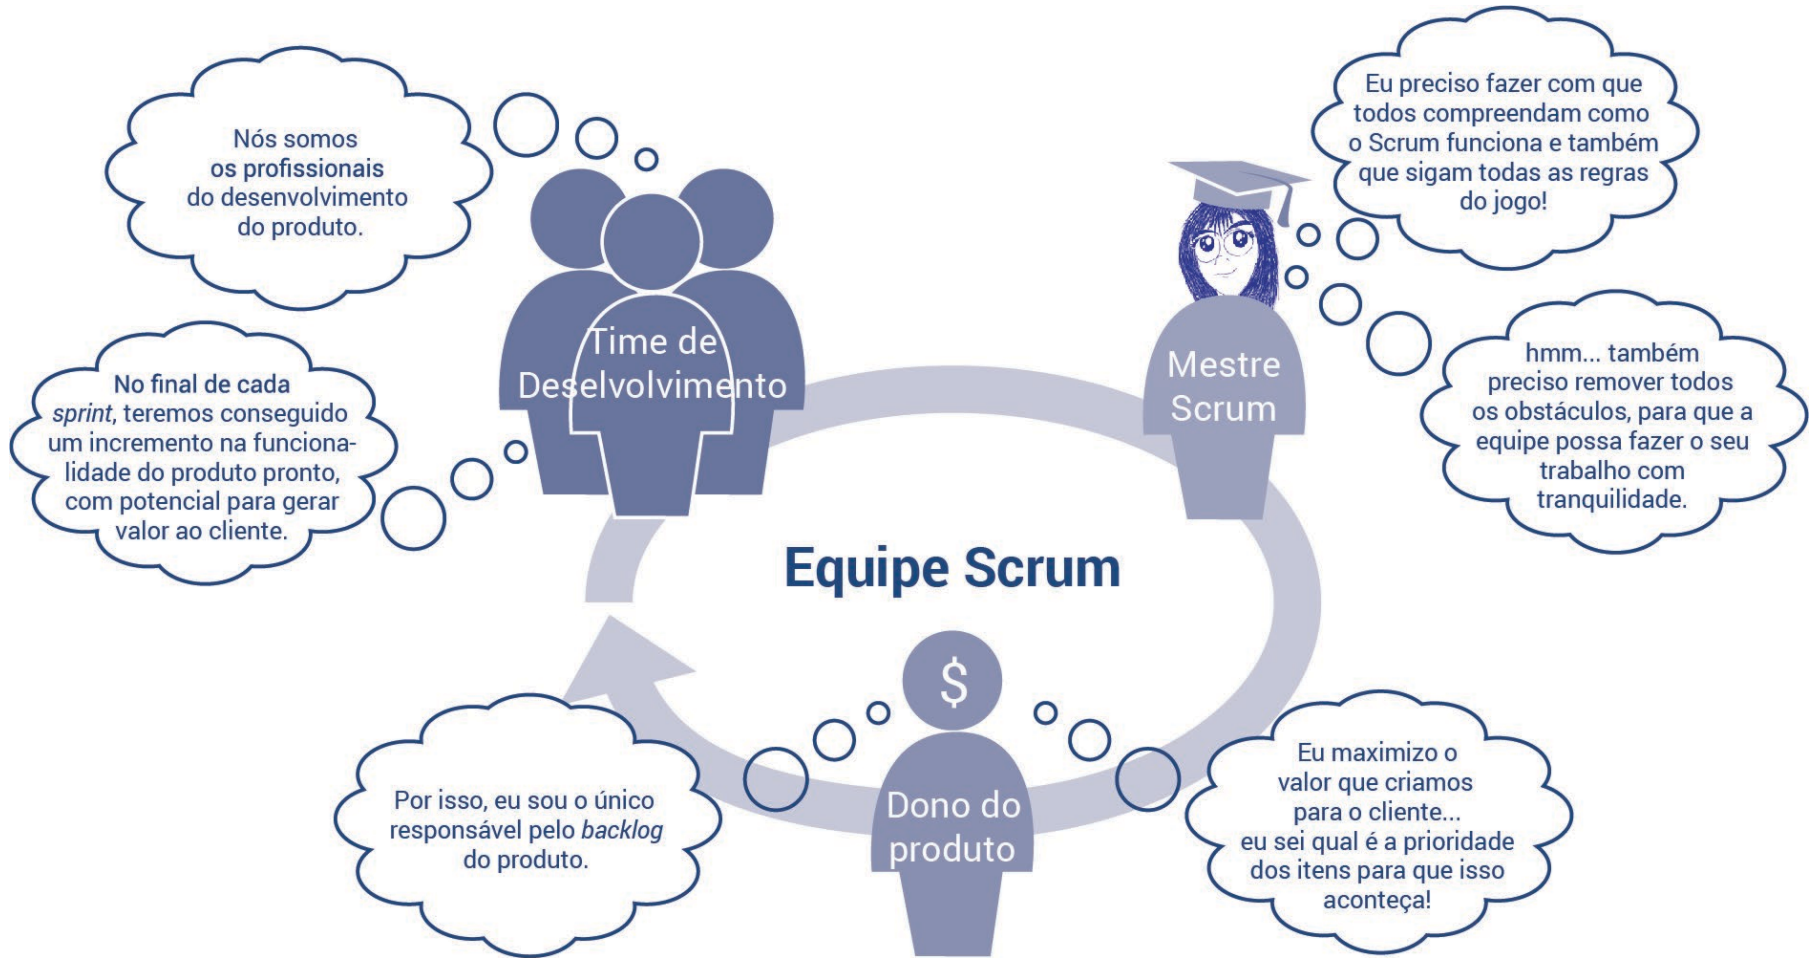 Nós somos
os profissionais
do desenvolvimento
do produto.
No final de cada
sprint, teremos conseguido
um incremento na funciona-
lidade do produto pronto,
com potencial para gerar
valor ao cliente.
Time de
Deselvolvimento
Eu preciso fazer com que
todos compreendam como
o Scrum funciona e também
que sigam todas as regras
do jogo!
hmm... também
preciso remover todos
os obstáculos, para que a
equipe possa fazer o seu
trabalho com
tranquilidade.
Mestre
Scrum
Equipe Scrum
$
Dono do
produto
Por isso, eu sou o único
responsável pelo backlog
do produto.
Eu maximizo o
valor que criamos
para o cliente...
eu sei qual é a prioridade
dos itens para que isso
aconteça!